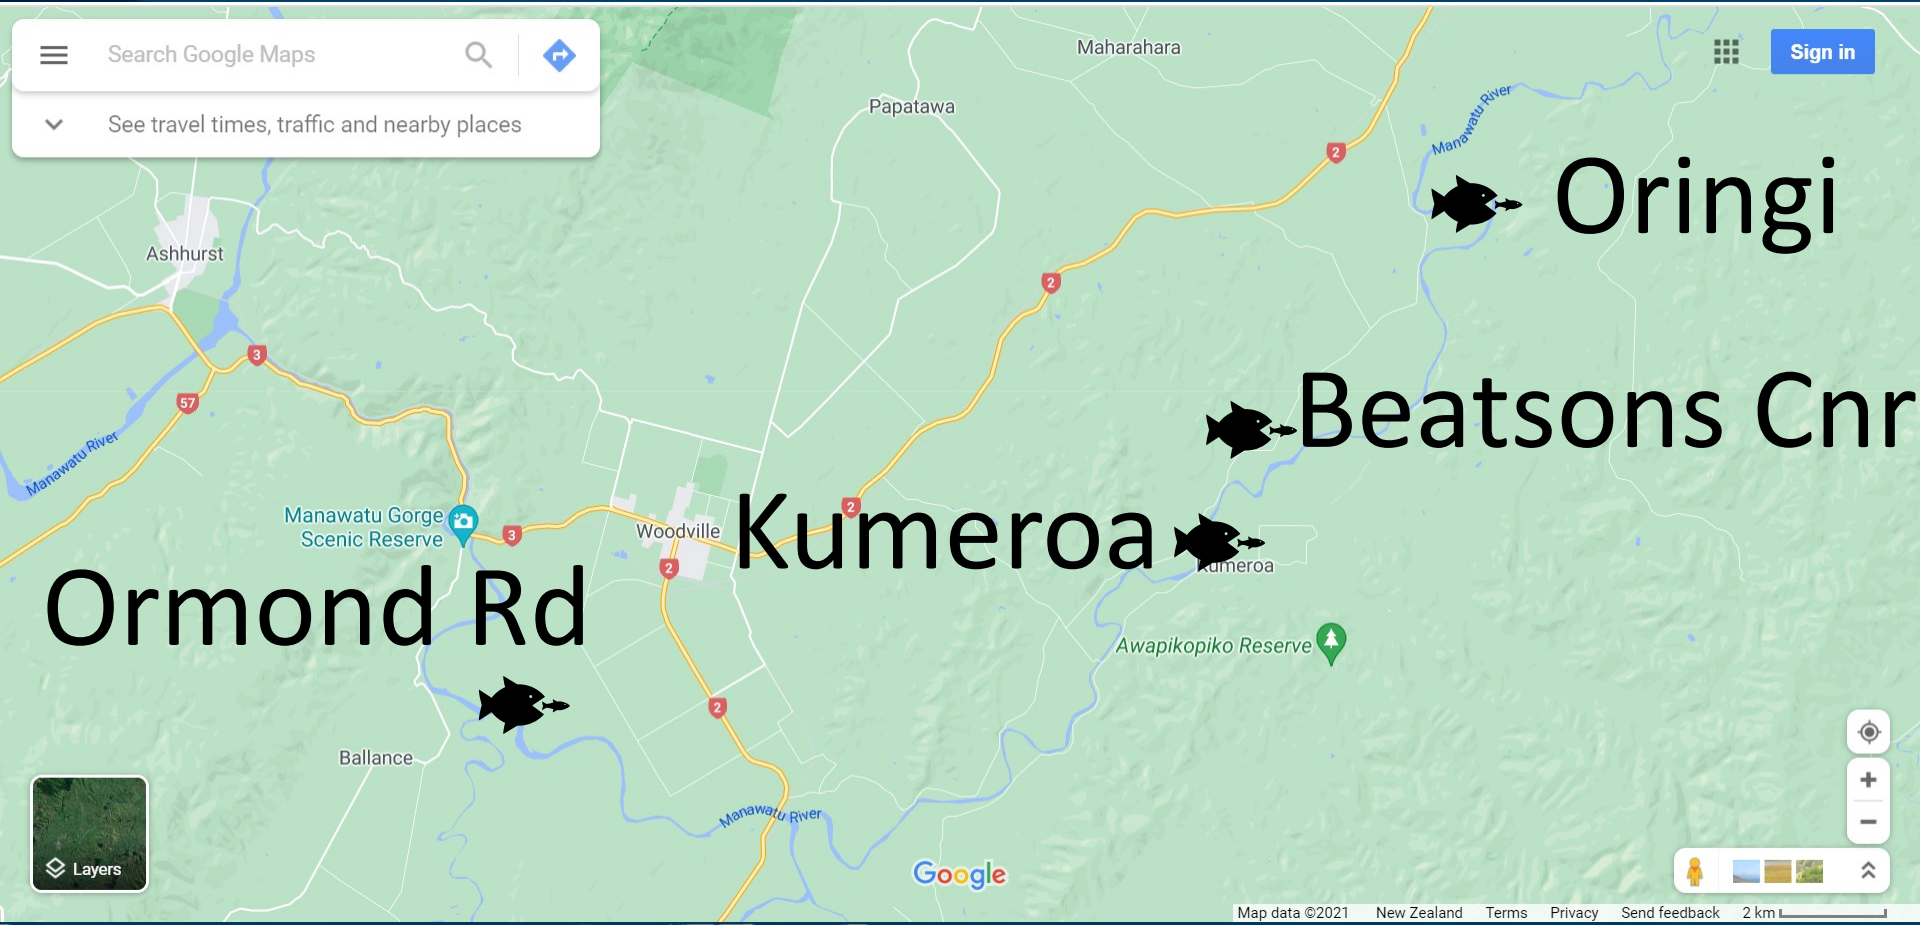 Search Google Maps
Sign in
See travel times, traffic and nearby places
Maharahara
Papatawa
Manawatu River
2
Oringi
Ashhurst
2
3
57
Beatsons Cnr
Manawatu River
Manawatu Gorge
Scenic Reserve
3
Woodville
2
Kumeroa
Kumeroa
2
Ormond Rd
Awapikopiko Reserve
2
Ballance
Manawatu River
Layers
Google
Map data ©2021 New Zealand Terms Privacy Send feedback 2 km